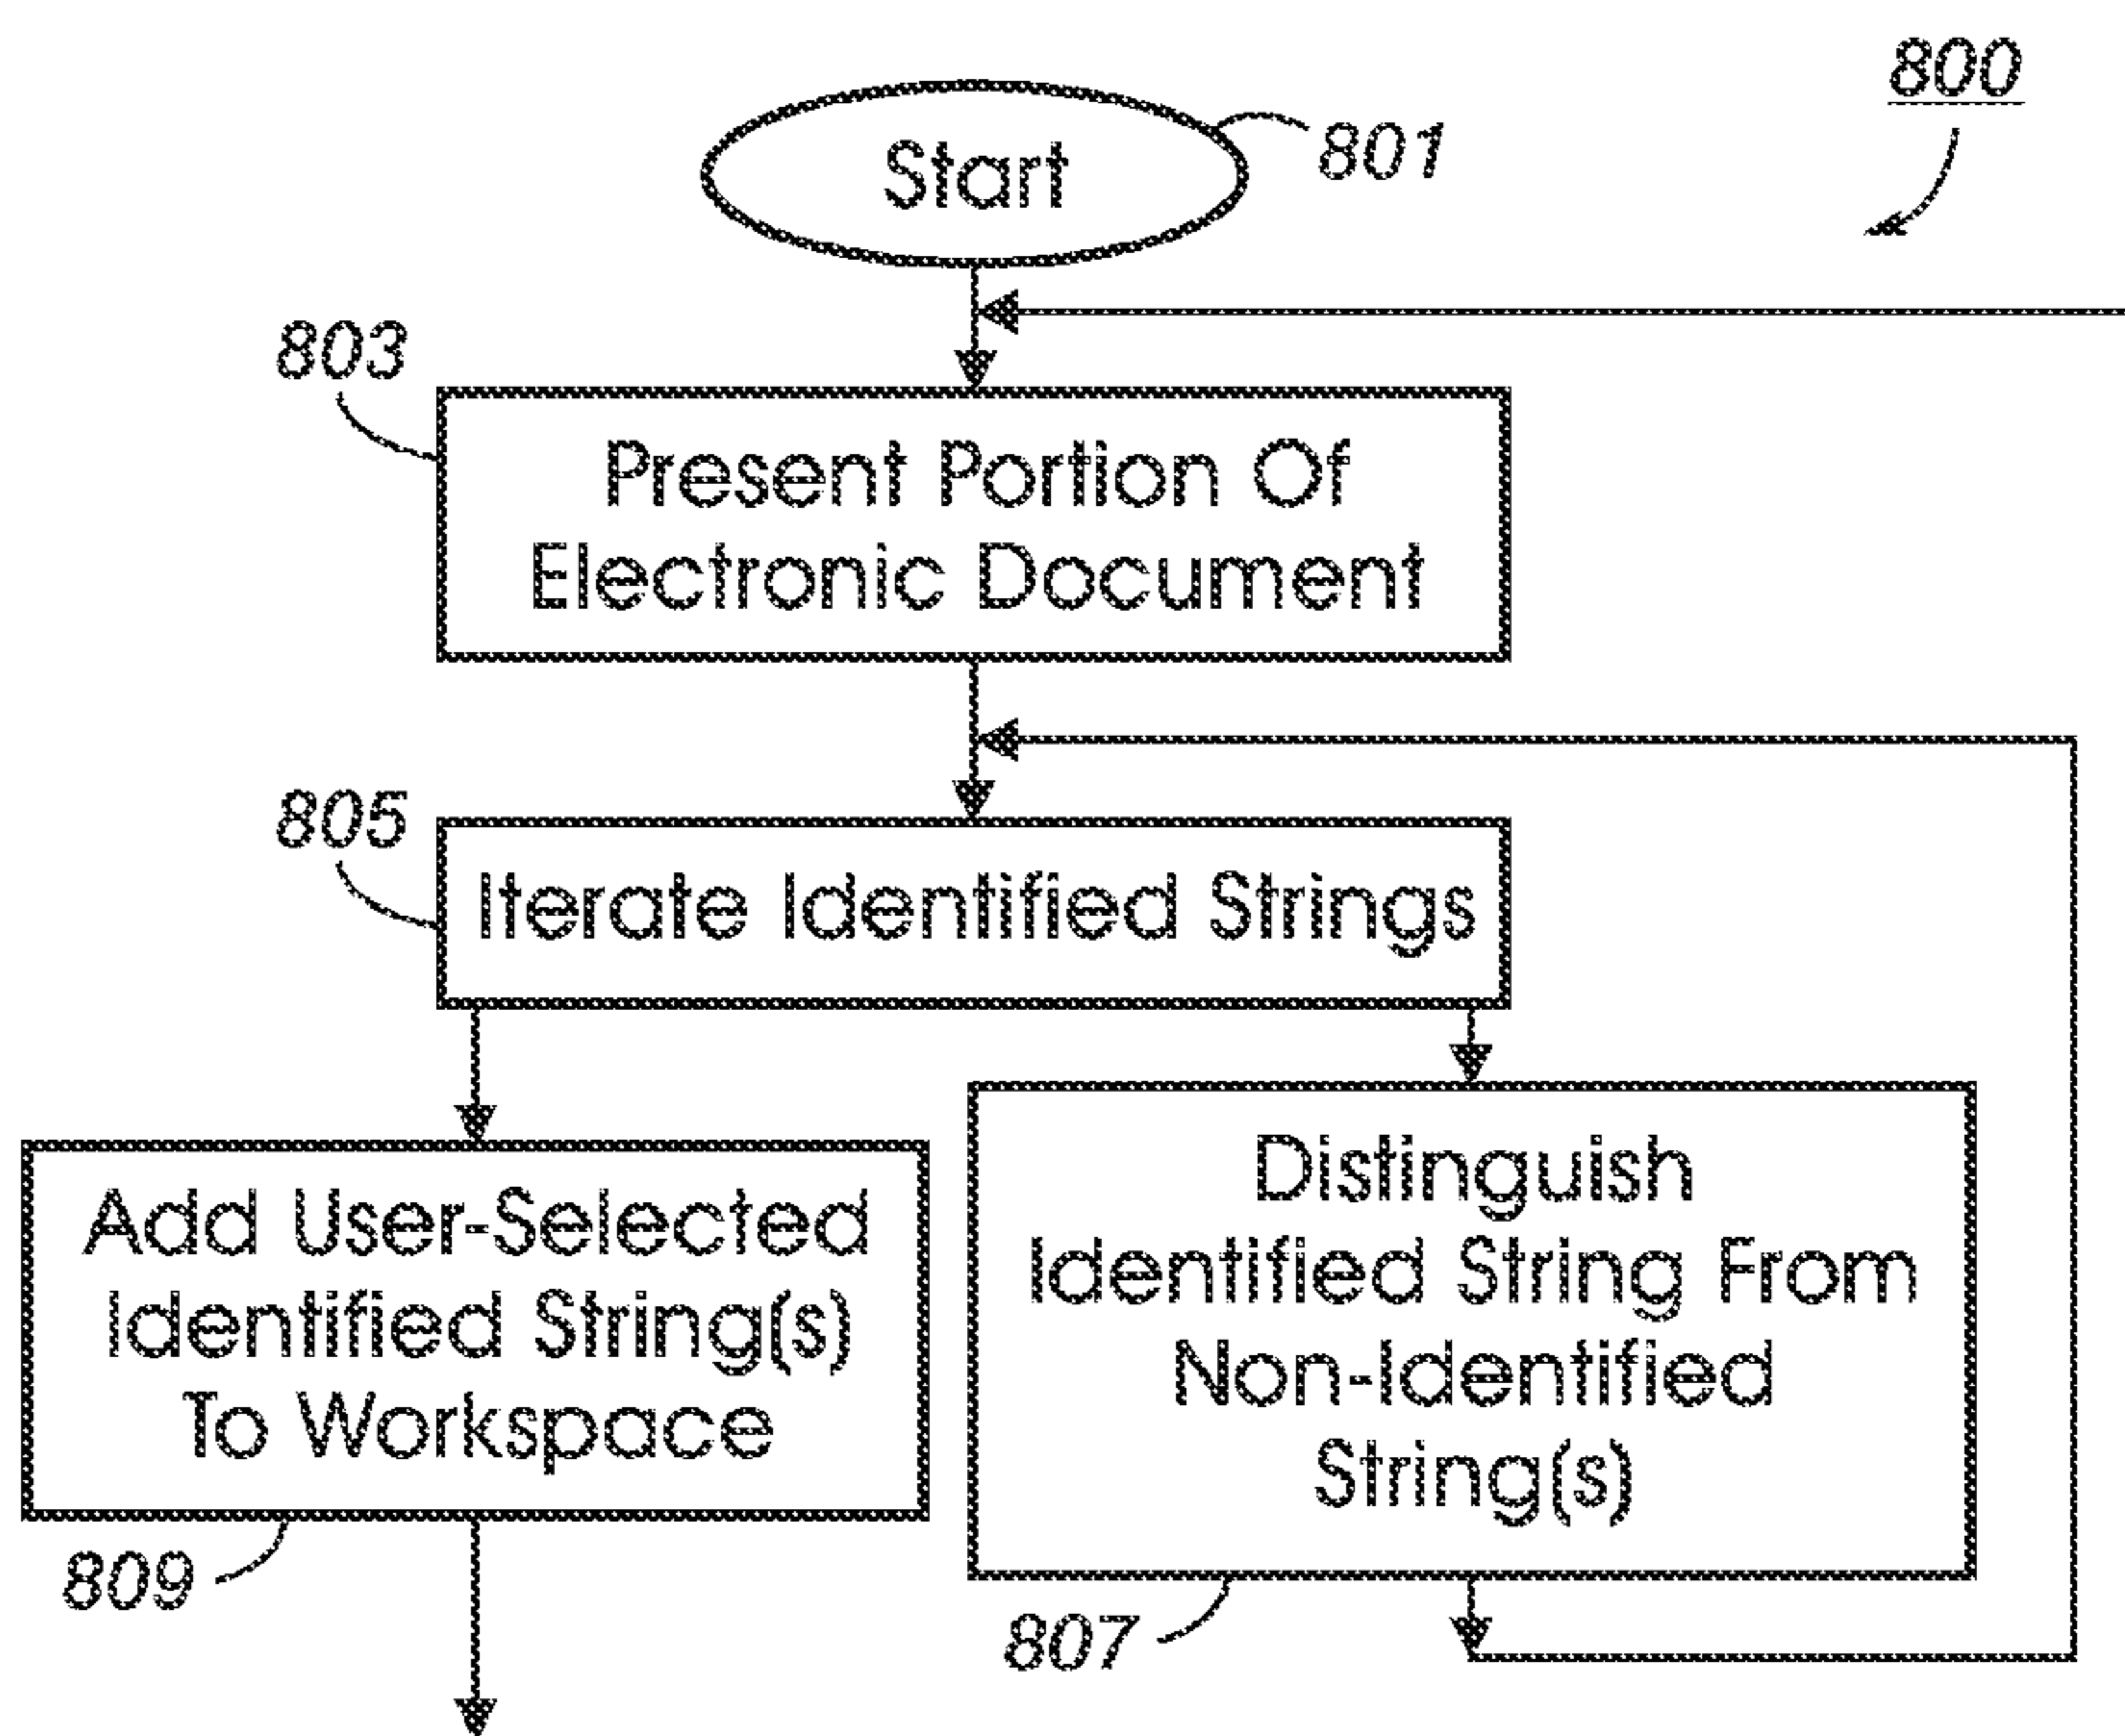 800
Start
801
803
Present Portion Of
Electronic Document
805
Iterate Identified Strings
Add User-Selected
Identified String(s)
To Workspace
809
Distinguish
Identified String From
Non-Identified
String(s)
807